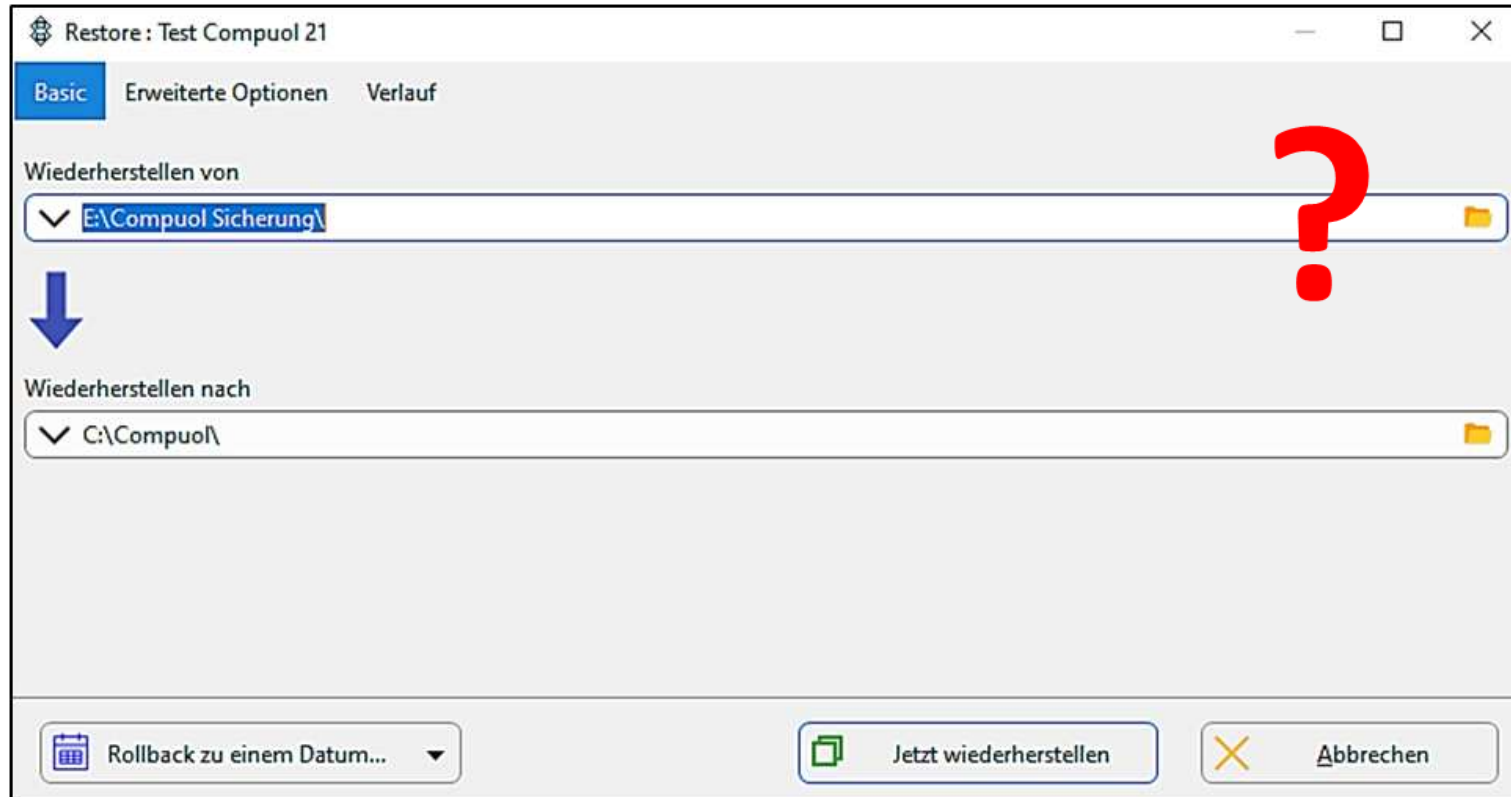 Restore : Test Compuol 21
Basic Erweiterte Optionen Verlauf
?
Wiederherstellen von
E:\Compuol Sicherung\
Wiederherstellen nach
C:\Compuol\
Rollback zu einem Datum... Jetzt wiederherstellen Abbrechen